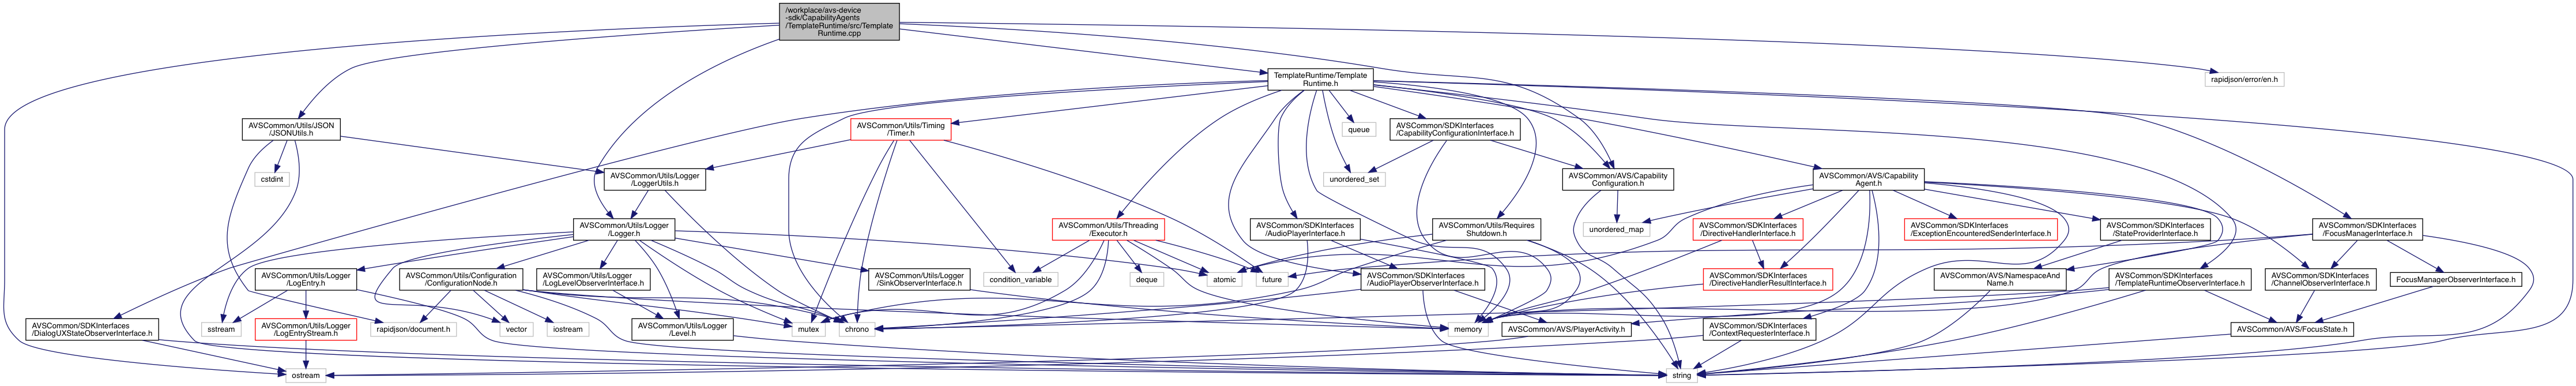 /workplace/avs-device
-sdk/CapabilityAgents
/TemplateRuntime/src/Template
Runtime.cpp
TemplateRuntime/Template
Runtime.h
rapidjson/error/en.h
AVSCommon/Utils/JSON
/JSONUtils.h
AVSCommon/Utils/Timing
/Timer.h
queue
AVSCommon/SDKInterfaces
/CapabilityConfigurationInterface.h
cstdint
AVSCommon/Utils/Logger
/LoggerUtils.h
unordered_set
AVSCommon/AVS/Capability
Configuration.h
AVSCommon/AVS/Capability
Agent.h
AVSCommon/Utils/Logger
/Logger.h
AVSCommon/Utils/Threading
/Executor.h
AVSCommon/SDKInterfaces
/AudioPlayerInterface.h
AVSCommon/Utils/Requires
Shutdown.h
unordered_map
AVSCommon/SDKInterfaces
/DirectiveHandlerInterface.h
AVSCommon/SDKInterfaces
/ExceptionEncounteredSenderInterface.h
AVSCommon/SDKInterfaces
/StateProviderInterface.h
AVSCommon/SDKInterfaces
/FocusManagerInterface.h
AVSCommon/Utils/Logger
/LogEntry.h
AVSCommon/Utils/Configuration
/ConfigurationNode.h
AVSCommon/Utils/Logger
/LogLevelObserverInterface.h
AVSCommon/Utils/Logger
/SinkObserverInterface.h
condition_variable
deque
atomic
future
AVSCommon/SDKInterfaces
/AudioPlayerObserverInterface.h
AVSCommon/SDKInterfaces
/DirectiveHandlerResultInterface.h
AVSCommon/AVS/NamespaceAnd
Name.h
AVSCommon/SDKInterfaces
/TemplateRuntimeObserverInterface.h
AVSCommon/SDKInterfaces
/ChannelObserverInterface.h
FocusManagerObserverInterface.h
AVSCommon/SDKInterfaces
/DialogUXStateObserverInterface.h
sstream
AVSCommon/Utils/Logger
/LogEntryStream.h
rapidjson/document.h
vector
iostream
AVSCommon/Utils/Logger
/Level.h
mutex
chrono
memory
AVSCommon/AVS/PlayerActivity.h
AVSCommon/SDKInterfaces
/ContextRequesterInterface.h
AVSCommon/AVS/FocusState.h
ostream
string